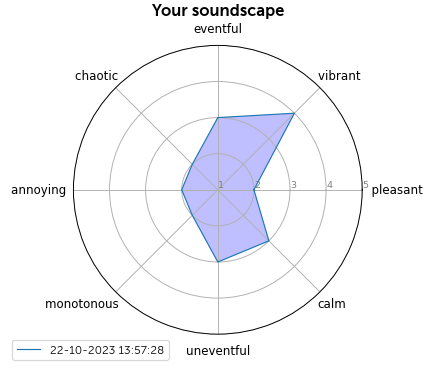 Your soundscape
eventful
chaotic
vibrant
annoying
1
2
3
4
5
pleasant
monotonous
calm
uneventful
22-10-2023 13:57:28